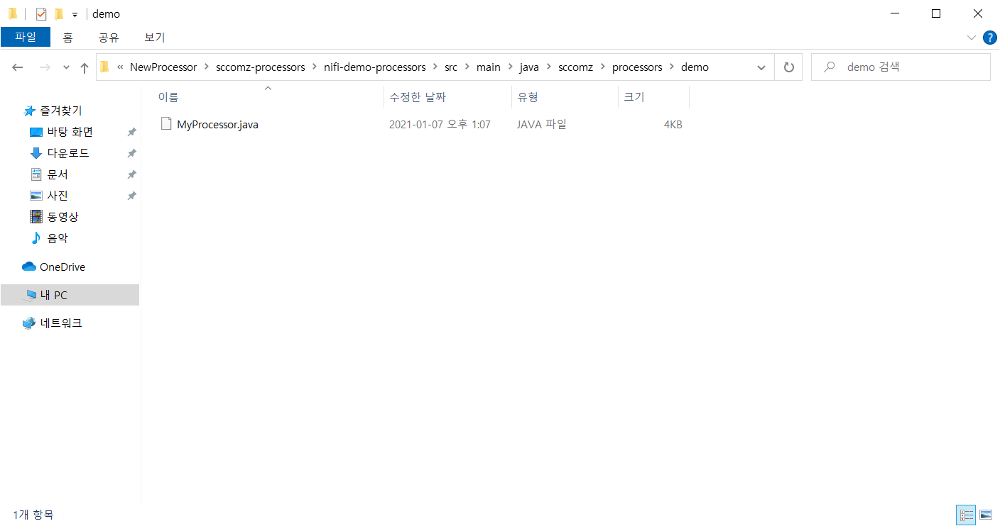 demo
파일 홈 공유 보기 ?
« NewProcessor > sccomz-processors > nifi-demo-processors > src > main > java > sccomz > processors > demo demo 검색
이름 수정한 날짜 유형 크기
MyProcessor.java 2021-01-07 오후 1:07 JAVA 파일 4KB
즐겨찾기
바탕 화면
다운로드
문서
사진
동영상
음악
OneDrive
내 PC
네트워크
1개 항목